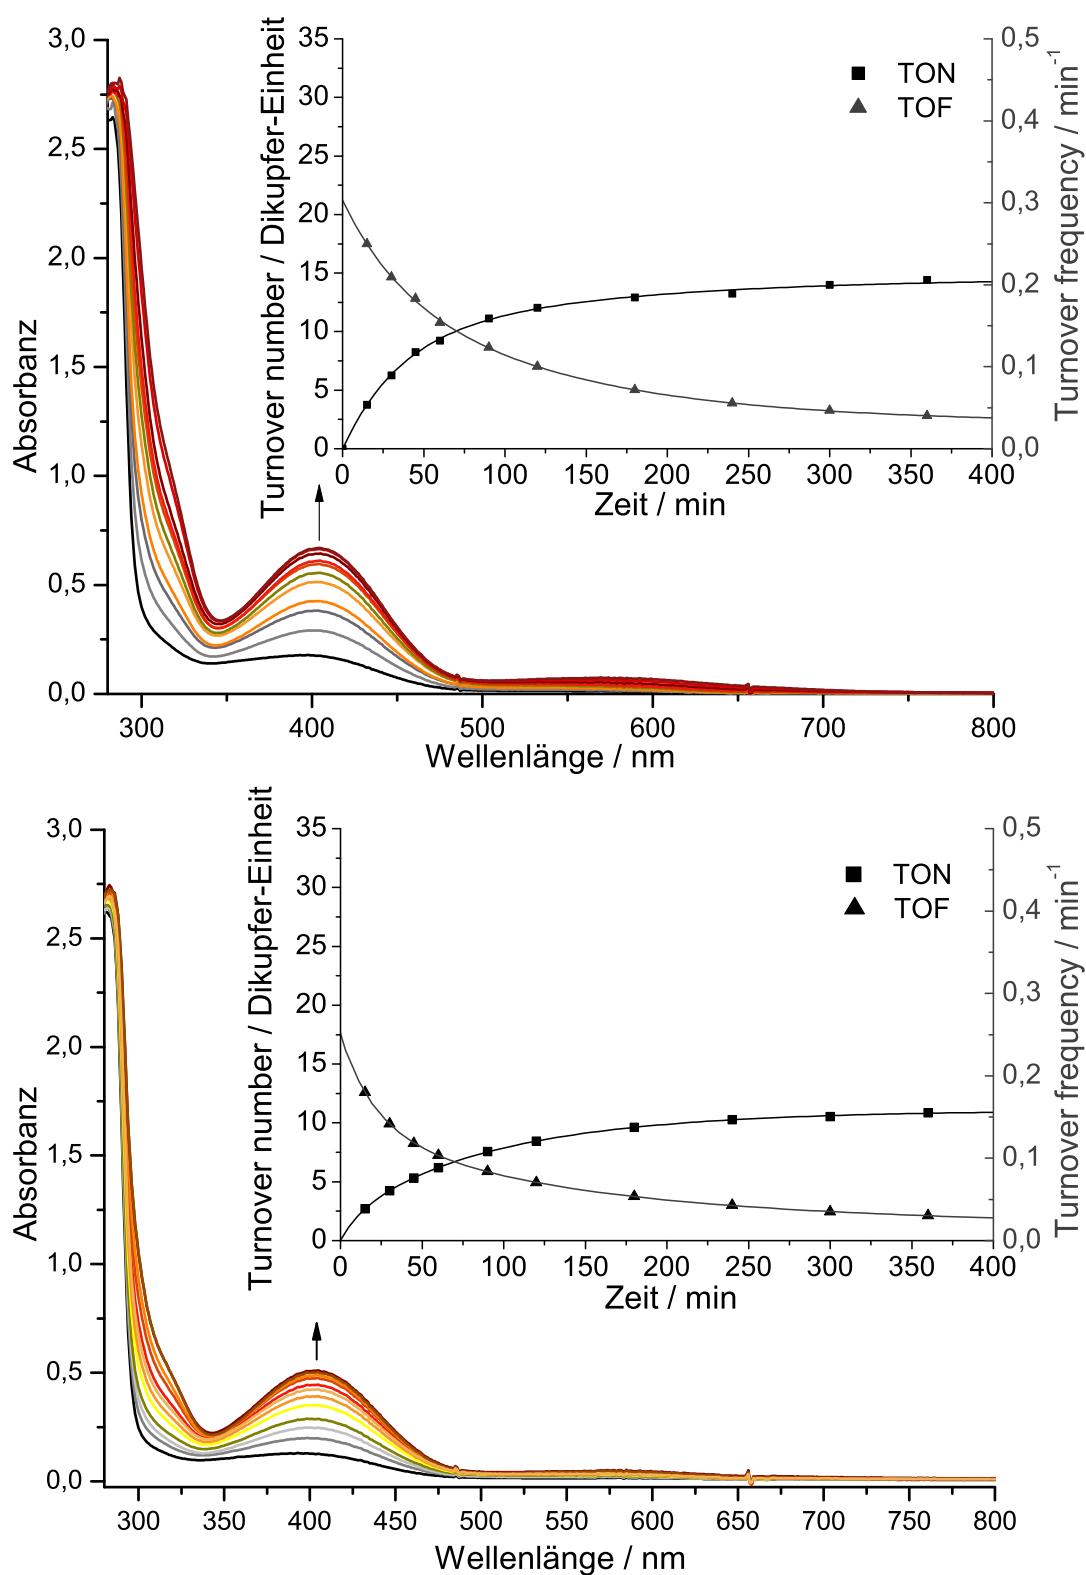 3,0
2,5
2,0
1,5
1,0
0,5
0,0
Absorbanz
300
400
500
600
700
800
Wellenlänge / nm
35
30
25
20
15
10
5
0
Turnover number / Dikupfer-Einheit
0 50 100 150 200 250 300 350 400
Zeit / min
TON
TOF
0,5
0,4
0,3
0,2
0,1
0,0
Turnover frequency / min⁻¹
3,0
2,5
2,0
1,5
1,0
0,5
0,0
Absorbanz
300 350 400 450 500 550 600 650 700 750 800
Wellenlänge / nm
35
30
25
20
15
10
5
0
Turnover number / Dikupfer-Einheit
0 50 100 150 200 250 300 350 400
Zeit / min
TON
TOF
0,5
0,4
0,3
0,2
0,1
0,0
Turnover frequency / min⁻¹